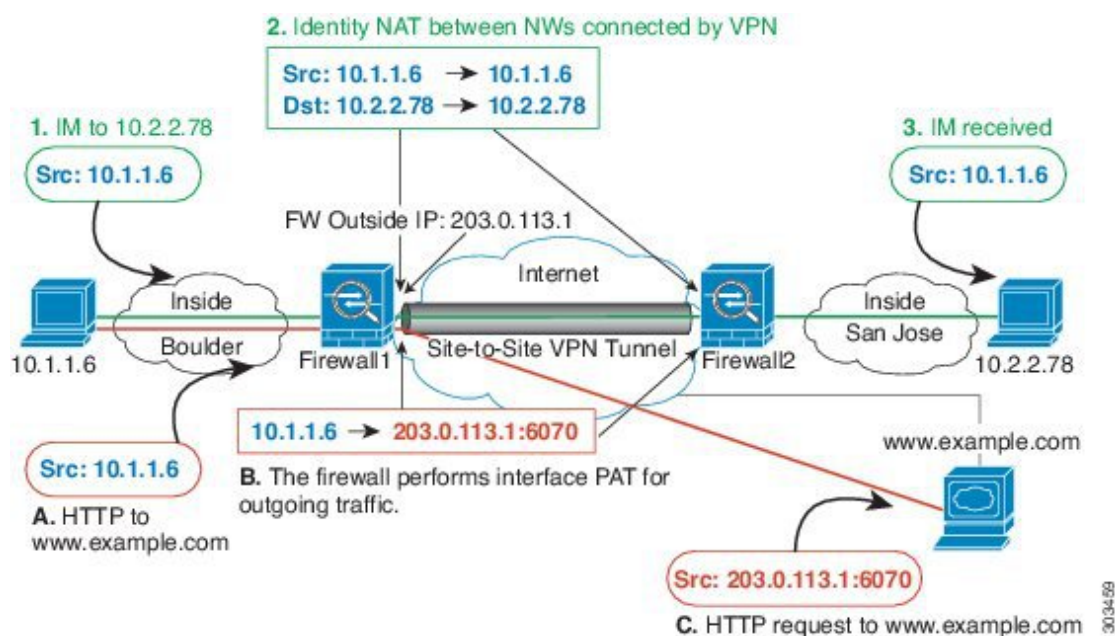 2. Identity NAT between NWs connected by VPN
Src: 10.1.1.6 → 10.1.1.6
Dst: 10.2.2.78 → 10.2.2.78
1. IM to 10.2.2.78
Src: 10.1.1.6
3. IM received
Src: 10.1.1.6
FW Outside IP: 203.0.113.1
Internet
Inside
Boulder
10.1.1.6
Firewall1
Site-to-Site VPN Tunnel
Firewall2
Inside
San Jose
10.2.2.78
10.1.1.6 → 203.0.113.1:6070
B. The firewall performs interface PAT for
outgoing traffic.
Src: 10.1.1.6
A. HTTP to
www.example.com
www.example.com
Src: 203.0.113.1:6070
C. HTTP request to www.example.com
303459